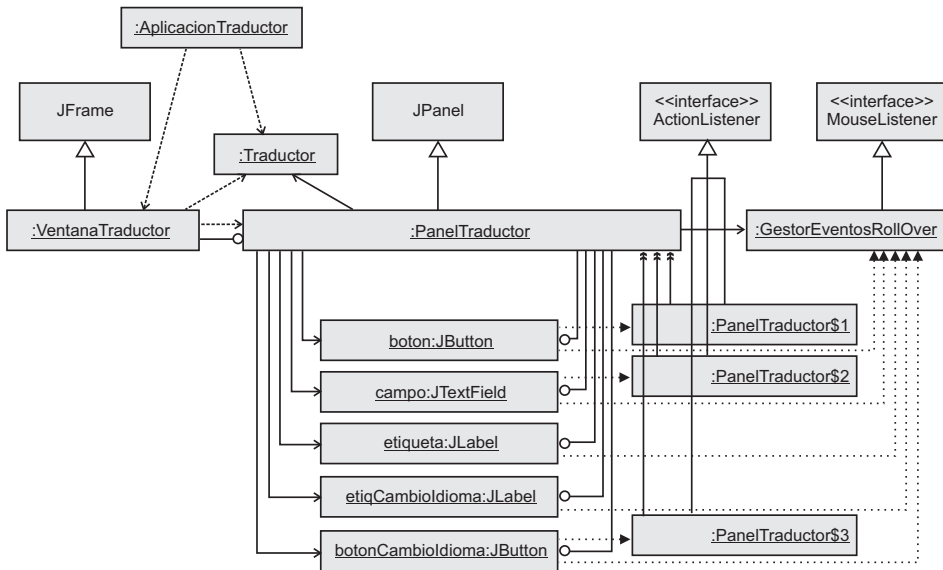 :AplicacionTraductor
JFrame
JPanel
<<interface>>
ActionListener
<<interface>>
MouseListener
:Traductor
:VentanaTraductor
:PanelTraductor
:GestorEventosRollOver
boton:JButton
:PanelTraductor$1
campo:JTextField
:PanelTraductor$2
etiqueta:JLabel
etiqCambioIdioma:JLabel
botonCambioIdioma:JButton
:PanelTraductor$3